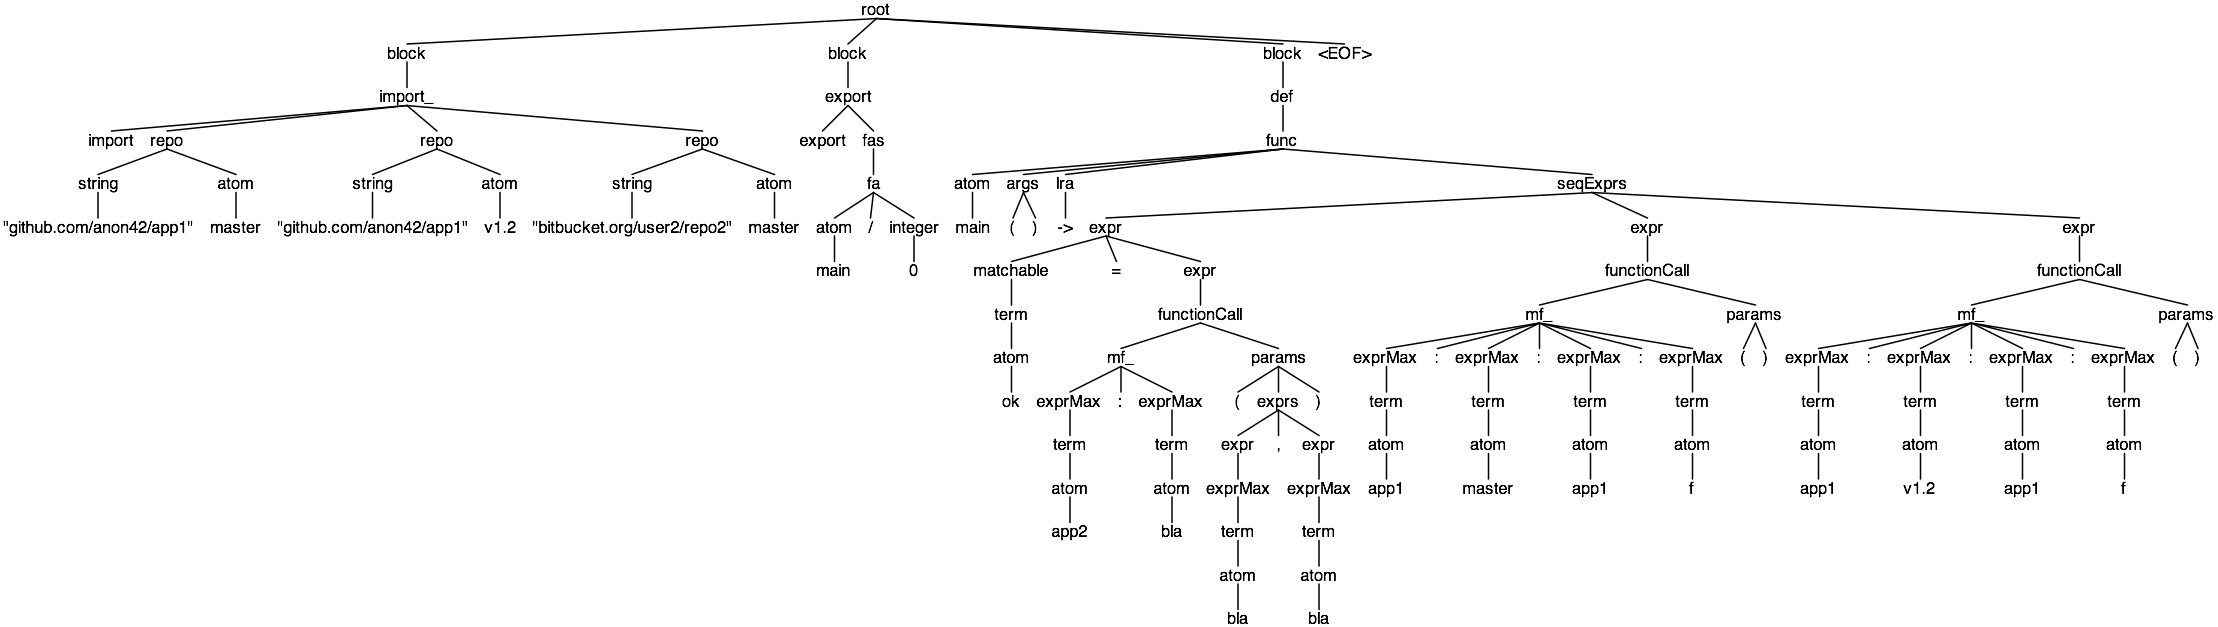 root
block block block <EOF>
import_ export def
import repo repo repo export fas func
string atom string atom string atom fa atom args lra seqExprs
"github.com/anon42/app1" master "github.com/anon42/app1" v1.2 "bitbucket.org/user2/repo2" master atom / integer main ( ) -> expr expr expr
main 0 matchable = expr functionCall functionCall
term functionCall mf_ params mf_ params
atom mf_ params exprMax : exprMax : exprMax : exprMax ( ) exprMax : exprMax : exprMax : exprMax ( )
ok exprMax : exprMax ( exprs ) term term term term term term term term
term term expr , expr atom atom atom atom atom atom atom atom
atom atom exprMax exprMax app1 master app1 f app1 v1.2 app1 f
app2 bla term term
atom atom
bla bla